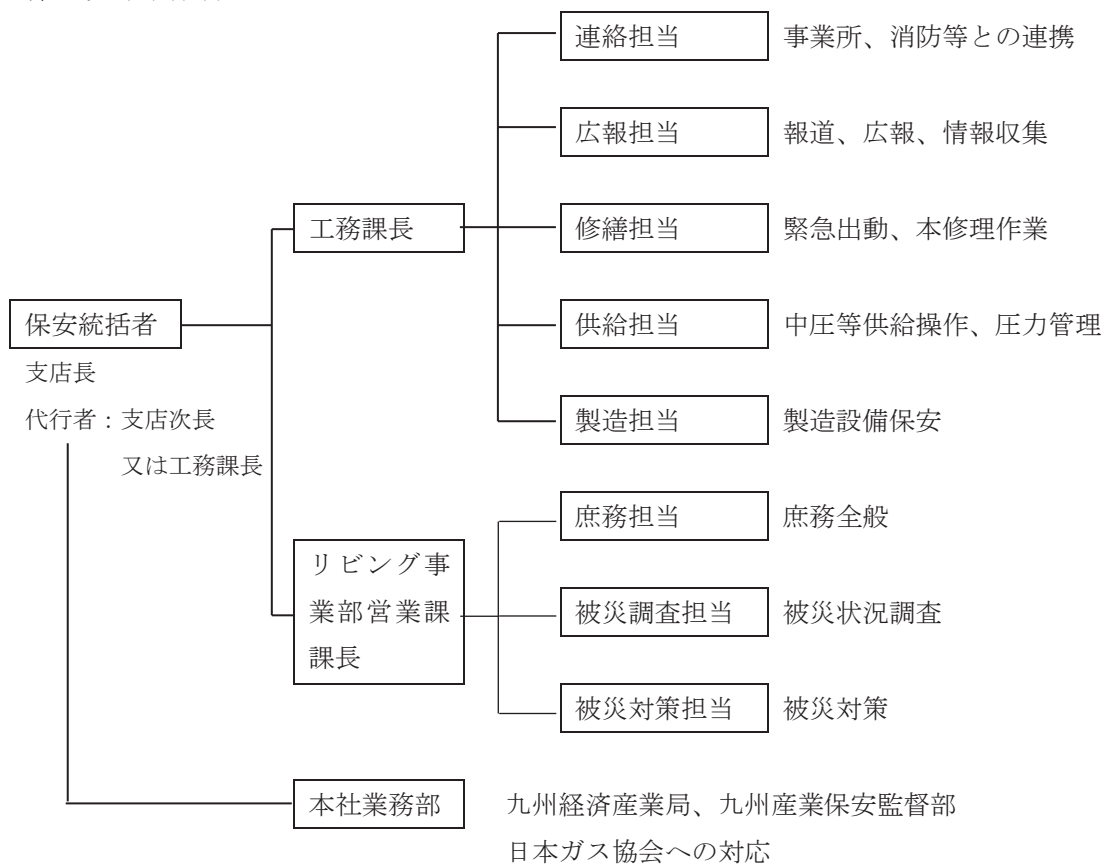 連絡担当 事業所、消防等との連携
広報担当 報道、広報、情報収集
工務課長
修繕担当 緊急出動、本修理作業
保安統括者
支店長
代行者:支店次長
又は工務課長
供給担当 中圧等供給操作、圧力管理
製造担当 製造設備保安
リビング事
業部営業課
課長
庶務担当 庶務全般
被災調査担当 被災状況調査
被災対策担当 被災対策
本社業務部 九州経済産業局、九州産業保安監督部
日本ガス協会への対応